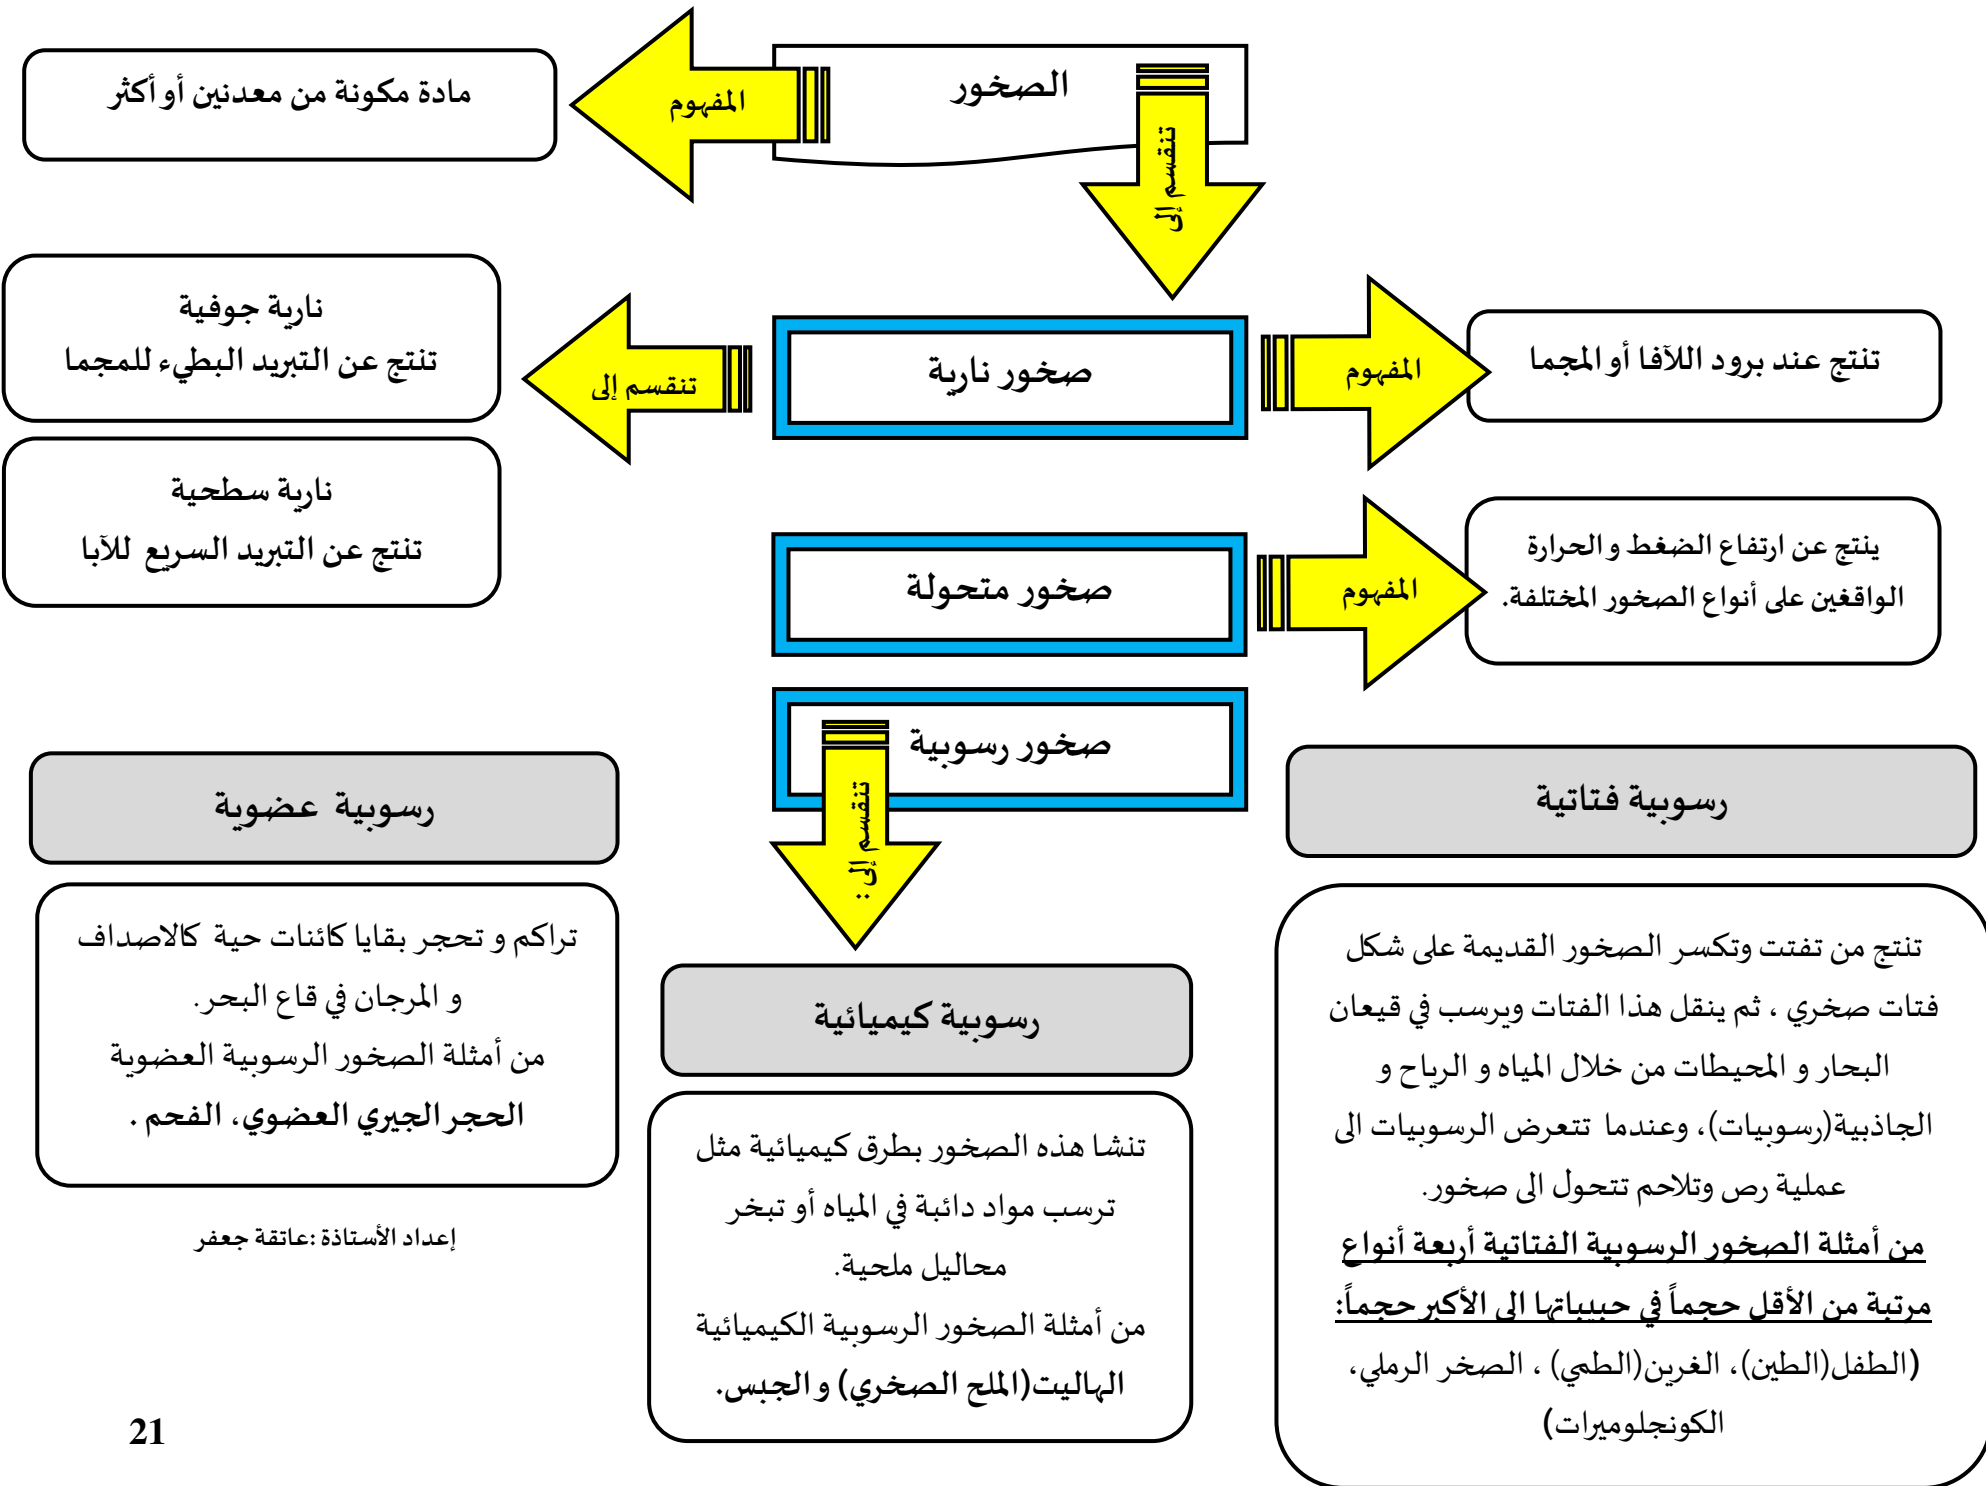 الصخور
المفهوم
مادة مكونة من معدنين أو أكثر
تنقسم إلى
صخور نارية
المفهوم
تنتج عند برود اللآفا أو المجما
تنقسم إلى
نارية جوفية
تنتج عن التبريد البطيء للمجما
نارية سطحية
تنتج عن التبريد السريع للآبا
صخور متحولة
المفهوم
ينتج عن ارتفاع الضغط و الحرارة
الواقغين على أنواع الصخور المختلفة.
صخور رسوبية
تنقسم إلى :
رسوبية فتاتية
تنتج من تفتت وتكسر الصخور القديمة على شكل
فتات صخري ، ثم ينقل هذا الفتات ويرسب في قيعان
البحار و المحيطات من خلال المياه و الرياح و
الجاذبية(رسوبيات)، وعندما تتعرض الرسوبيات الى
عملية رص وتلاحم تتحول الى صخور.
من أمثلة الصخور الرسوبية الفتاتية أربعة أنواع
مرتبة من الأقل حجماً في حبيباتها الى الأكبر حجماً:
(الطفل(الطين)، الغرين(الطمي) ، الصخر الرملي،
الكونجلوميرات)
رسوبية كيميائية
تنشا هذه الصخور بطرق كيميائية مثل
ترسب مواد دائبة في المياه أو تبخر
محاليل ملحية.
من أمثلة الصخور الرسوبية الكيميائية
الهاليت(الملح الصخري) و الجبس.
رسوبية عضوية
تراكم و تحجر بقايا كائنات حية كالاصداف
و المرجان في قاع البحر.
من أمثلة الصخور الرسوبية العضوية
الحجر الجيري العضوي، الفحم .
إعداد الأستاذة :عاتقة جعفر
21